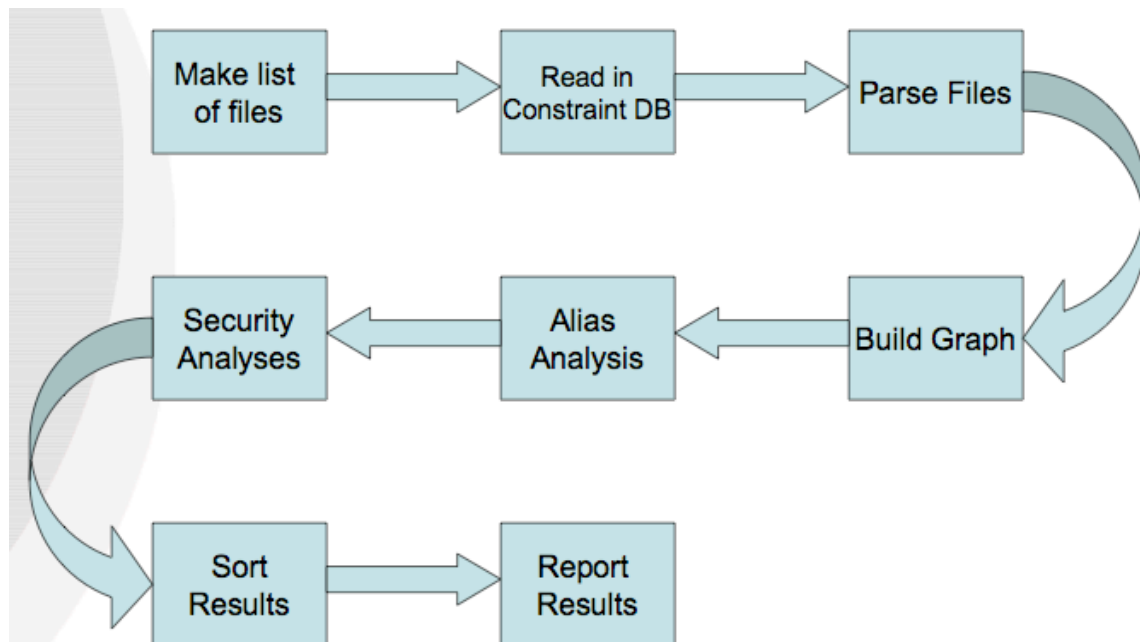 Make list
of files
Read in
Constraint DB
Parse Files
Build Graph
Alias
Analysis
Security
Analyses
Sort
Results
Report
Results